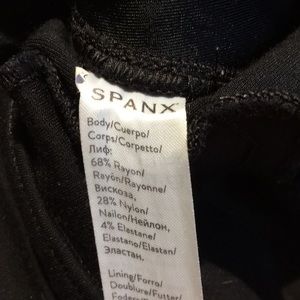 SPANX
Body/Cuerpo/
Corps/Corpetto/
Лиф:
68% Rayon/
Rayón/Rayonne/
Вискоза,
28% Nylon/
Nailon/Нейлон,
4% Elastane/
Elastano/Elastan/
Эластан,
Lining/Forro/
Doublure/Futter/